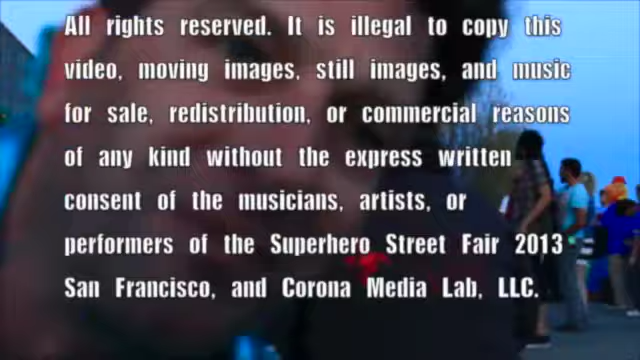 All rights reserved. It is illegal to copy this
video, moving images, still images, and music
for sale, redistribution, or commercial reasons
of any kind without the express written
consent of the musicians, artists, or
performers of the Superhero Street Fair 2013
San Francisco, and Corona Media Lab, LLC.